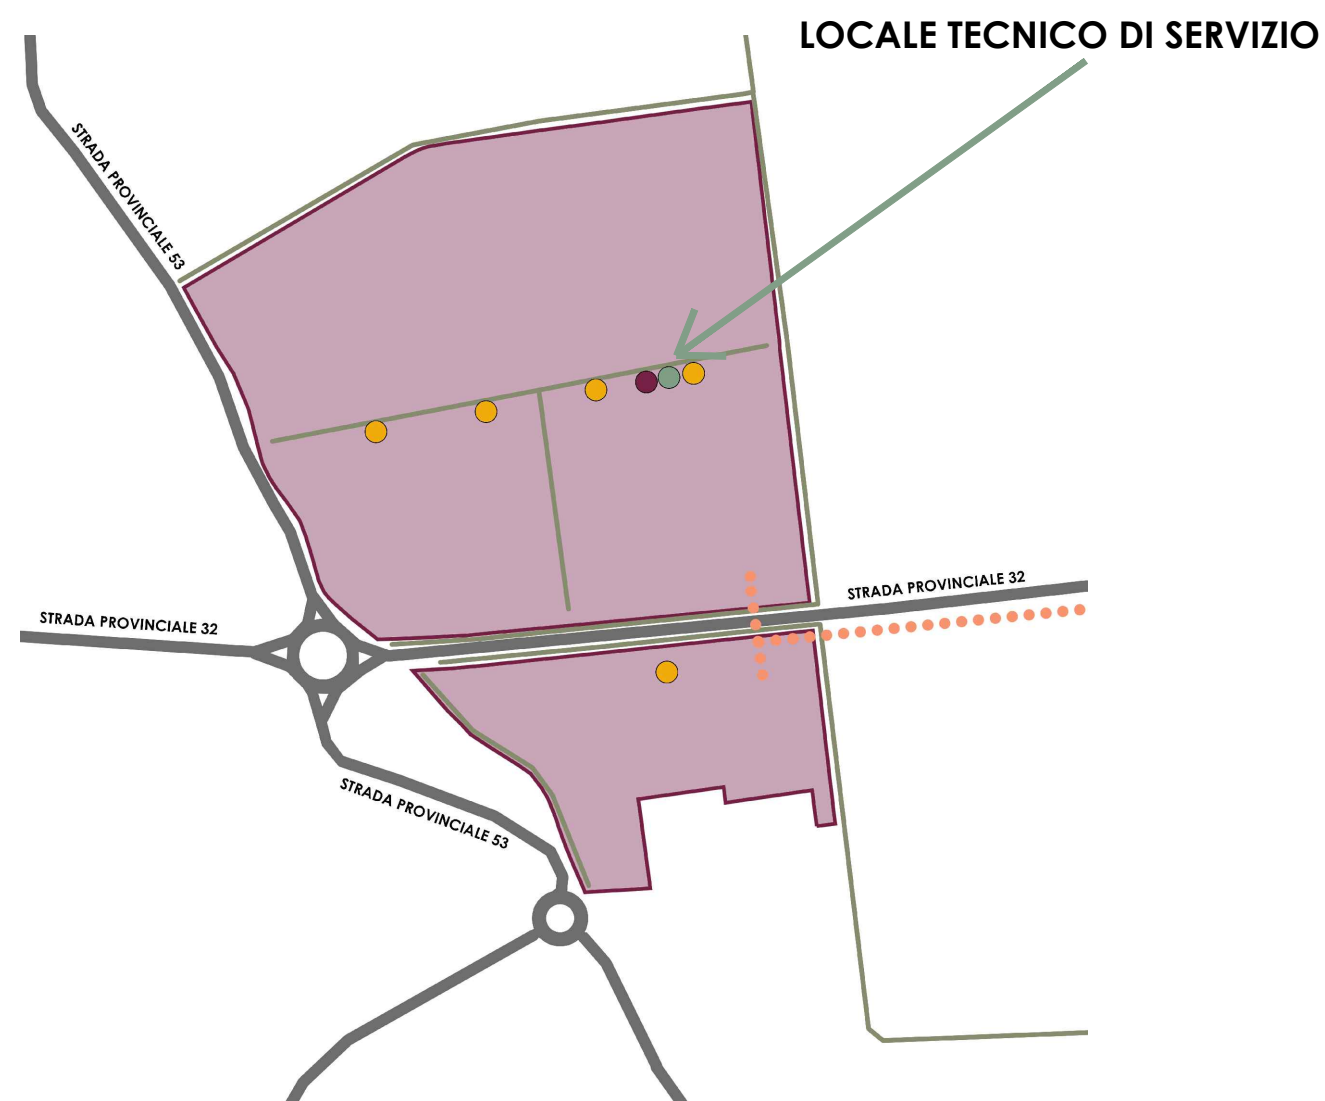 LOCALE TECNICO DI SERVIZIO
STRADA PROVINCIALE 53
STRADA PROVINCIALE 32
STRADA PROVINCIALE 32
STRADA PROVINCIALE 53